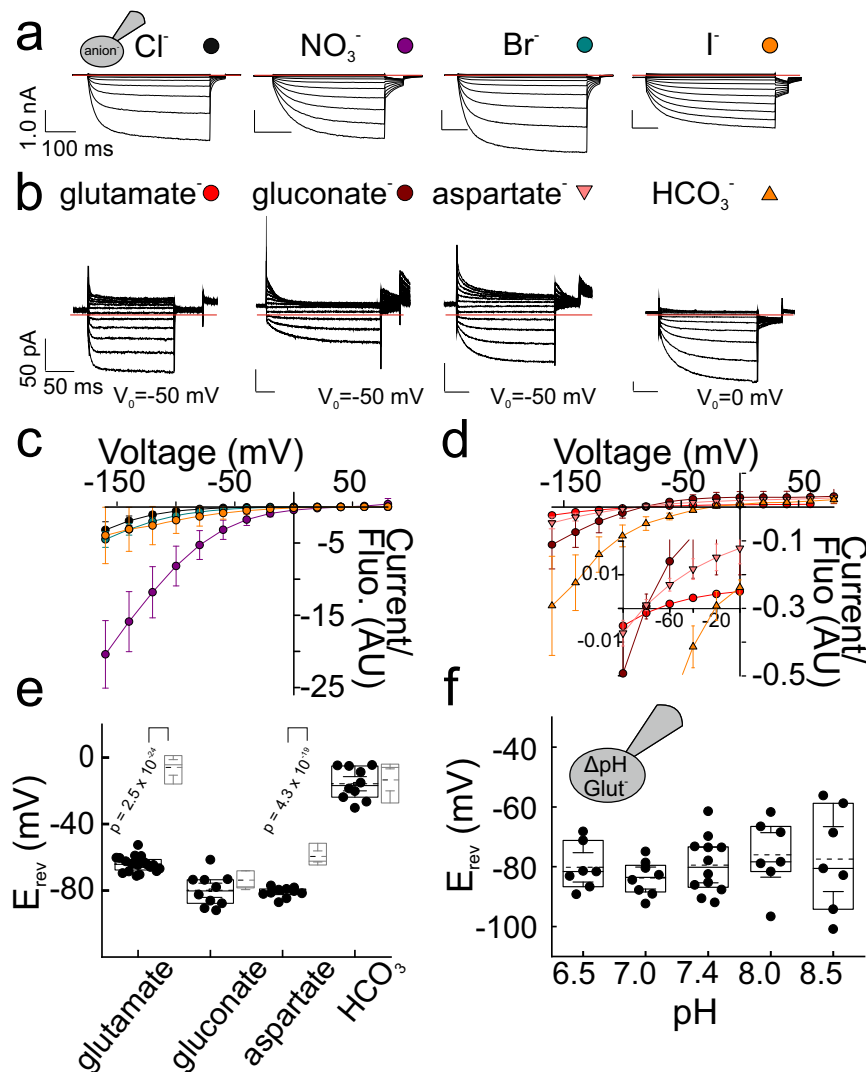 a
anion⁻
Cl⁻
NO₃⁻
Br⁻
I⁻
1.0 nA
100 ms
b
glutamate⁻
gluconate⁻
aspartate⁻
HCO₃⁻
50 pA
50 ms
V₀=-50 mV
V₀=-50 mV
V₀=-50 mV
V₀=0 mV
c
Voltage (mV)
-150
-50
50
-5
-15
-25
Current/
Fluo. (AU)
d
Voltage (mV)
-150
-50
50
-0.1
-0.3
-0.5
Current/
Fluo (AU)
0.01
-0.01
-60
-20
e
E_rev (mV)
0
-40
-80
p = 2.5 x 10⁻²⁴
p = 4.3 x 10⁻¹⁹
glutamate
gluconate
aspartate
HCO₃
f
ΔpH
Glut⁻
E_rev (mV)
-40
-60
-80
-100
6.5
7.0
7.4
8.0
8.5
pH